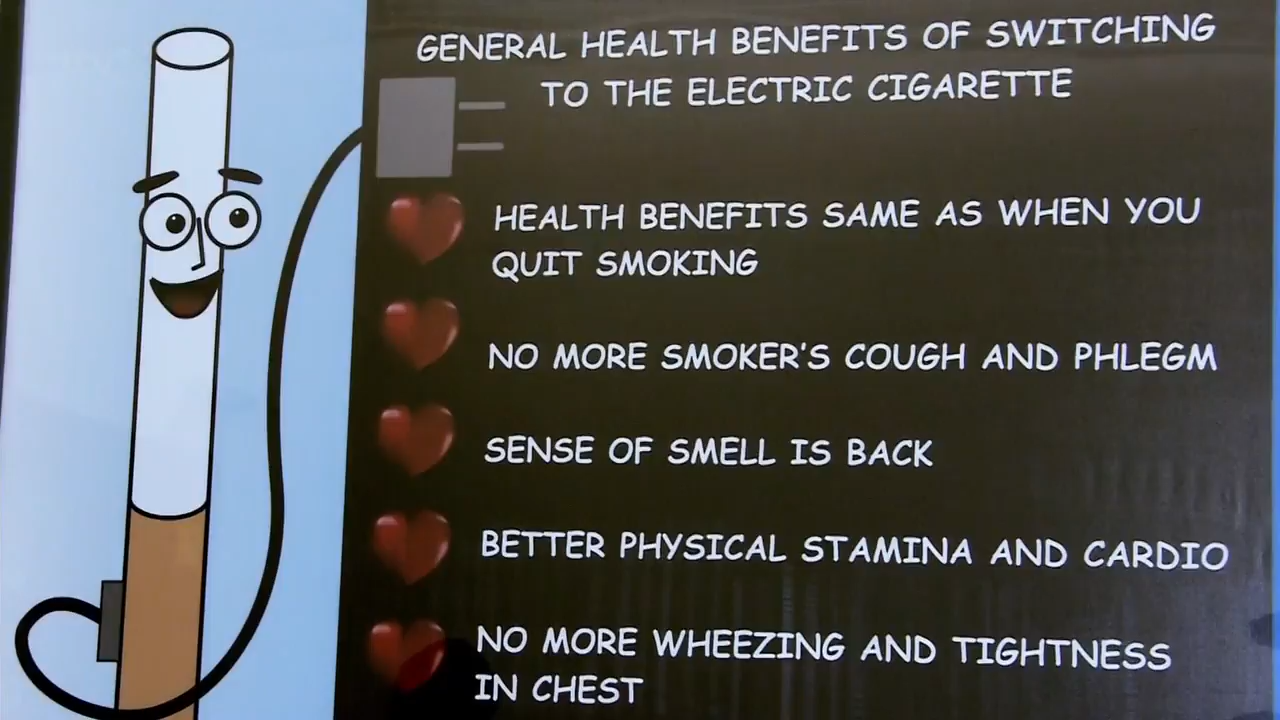 GENERAL HEALTH BENEFITS OF SWITCHING
TO THE ELECTRIC CIGARETTE
HEALTH BENEFITS SAME AS WHEN YOU
QUIT SMOKING
NO MORE SMOKER'S COUGH AND PHLEGM
SENSE OF SMELL IS BACK
BETTER PHYSICAL STAMINA AND CARDIO
NO MORE WHEEZING AND TIGHTNESS
IN CHEST